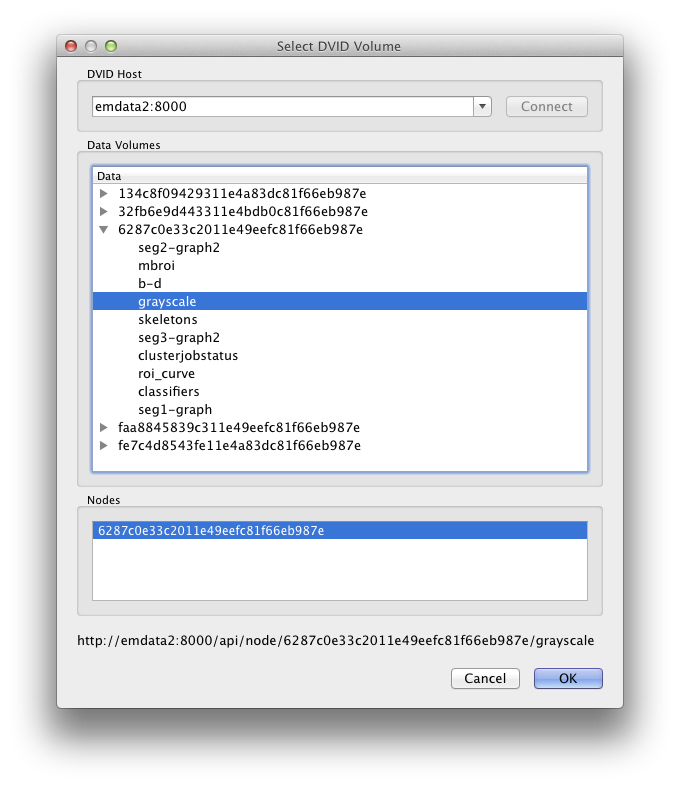 Select DVID Volume
DVID Host
emdata2:8000
Connect
Data Volumes
Data
134c8f09429311e4a83dc81f66eb987e
32fb6e9d443311e4bdb0c81f66eb987e
6287c0e33c2011e49eefc81f66eb987e
seg2-graph2
mbroi
b-d
grayscale
skeletons
seg3-graph2
clusterjobstatus
roi_curve
classifiers
seg1-graph
faa8845839c311e49eefc81f66eb987e
fe7c4d8543fe11e4a83dc81f66eb987e
Nodes
6287c0e33c2011e49eefc81f66eb987e
http://emdata2:8000/api/node/6287c0e33c2011e49eefc81f66eb987e/grayscale
Cancel
OK